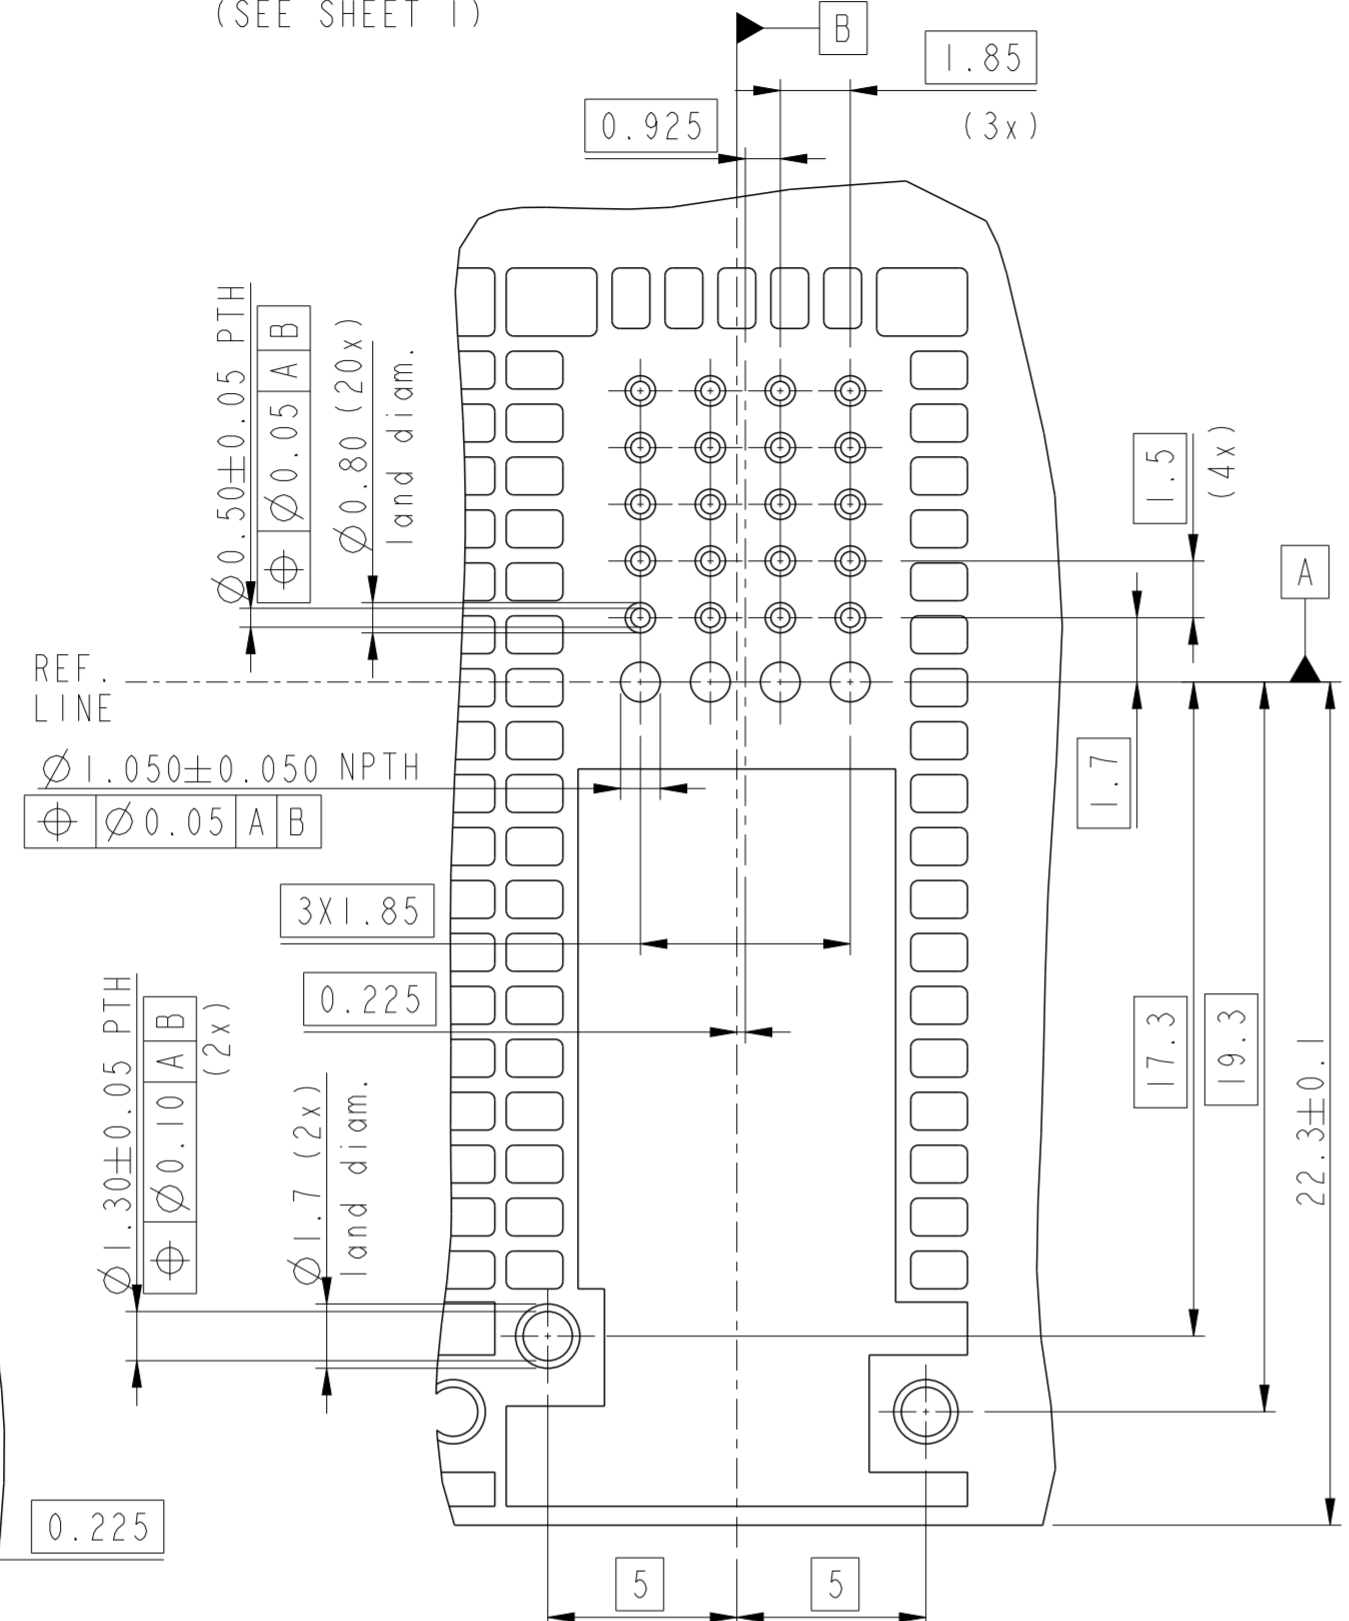 (SEE SHEET 1)
B
1.85
(3x)
0.925
Ø0.50±0.05 PTH
⌖ Ø0.05 A B
Ø0.80 (20x)
land diam.
1.5
(4x)
A
REF.
LINE
1.7
Ø1.050±0.050 NPTH
⌖ Ø0.05 A B
3X1.85
0.225
Ø1.30±0.05 PTH
⌖ Ø0.10 A B
(2x)
Ø1.7 (2x)
land diam.
17.3
19.3
22.3±0.1
0.225
5
5